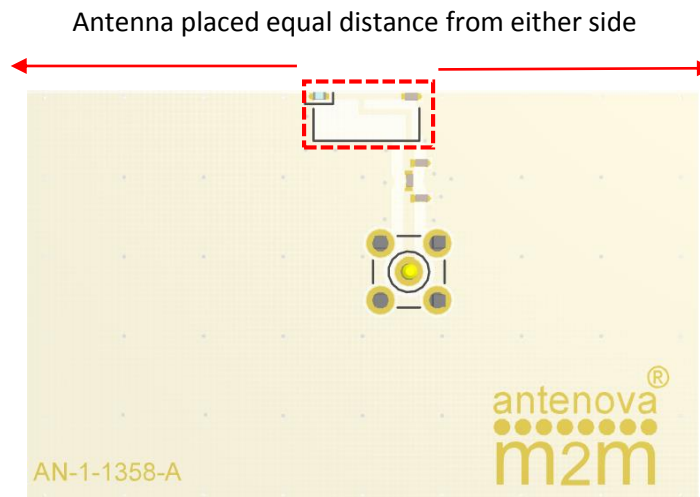 Antenna placed equal distance from either side
antenova®
m2m
AN-1-1358-A